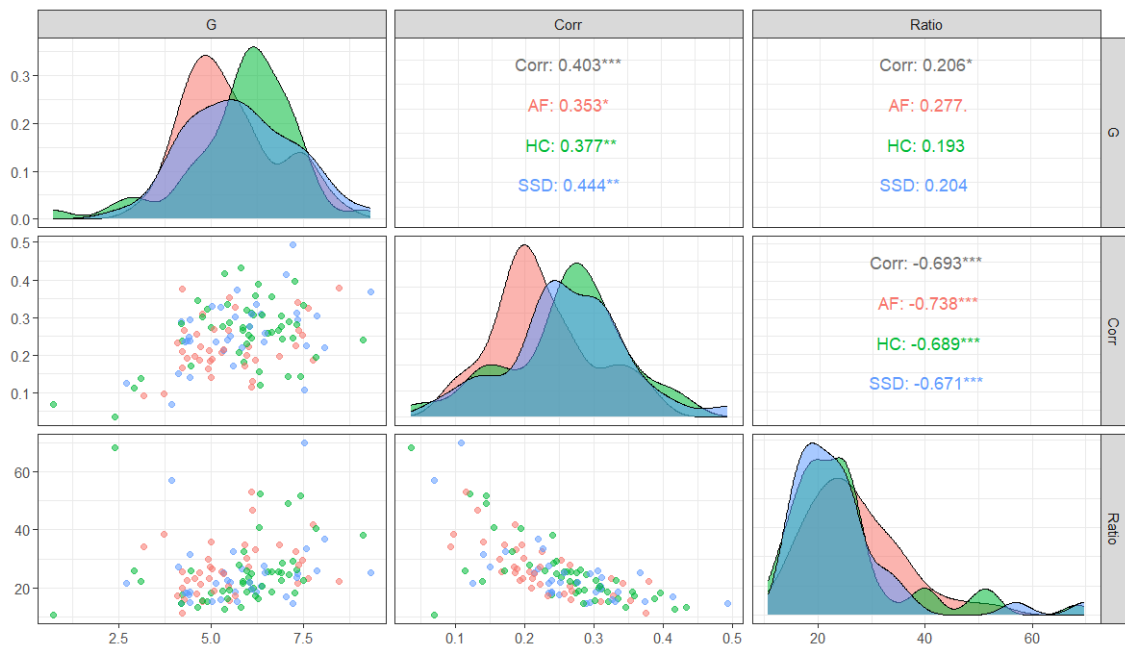 G
Corr
Ratio
0.3
0.2
0.1
0.0
Corr: 0.403***
AF: 0.353*
HC: 0.377**
SSD: 0.444**
Corr: 0.206*
AF: 0.277.
HC: 0.193
SSD: 0.204
G
0.5
0.4
0.3
0.2
0.1
Corr: -0.693***
AF: -0.738***
HC: -0.689***
SSD: -0.671***
Corr
60
40
20
Ratio
2.5 5.0 7.5
0.1 0.2 0.3 0.4 0.5
20 40 60